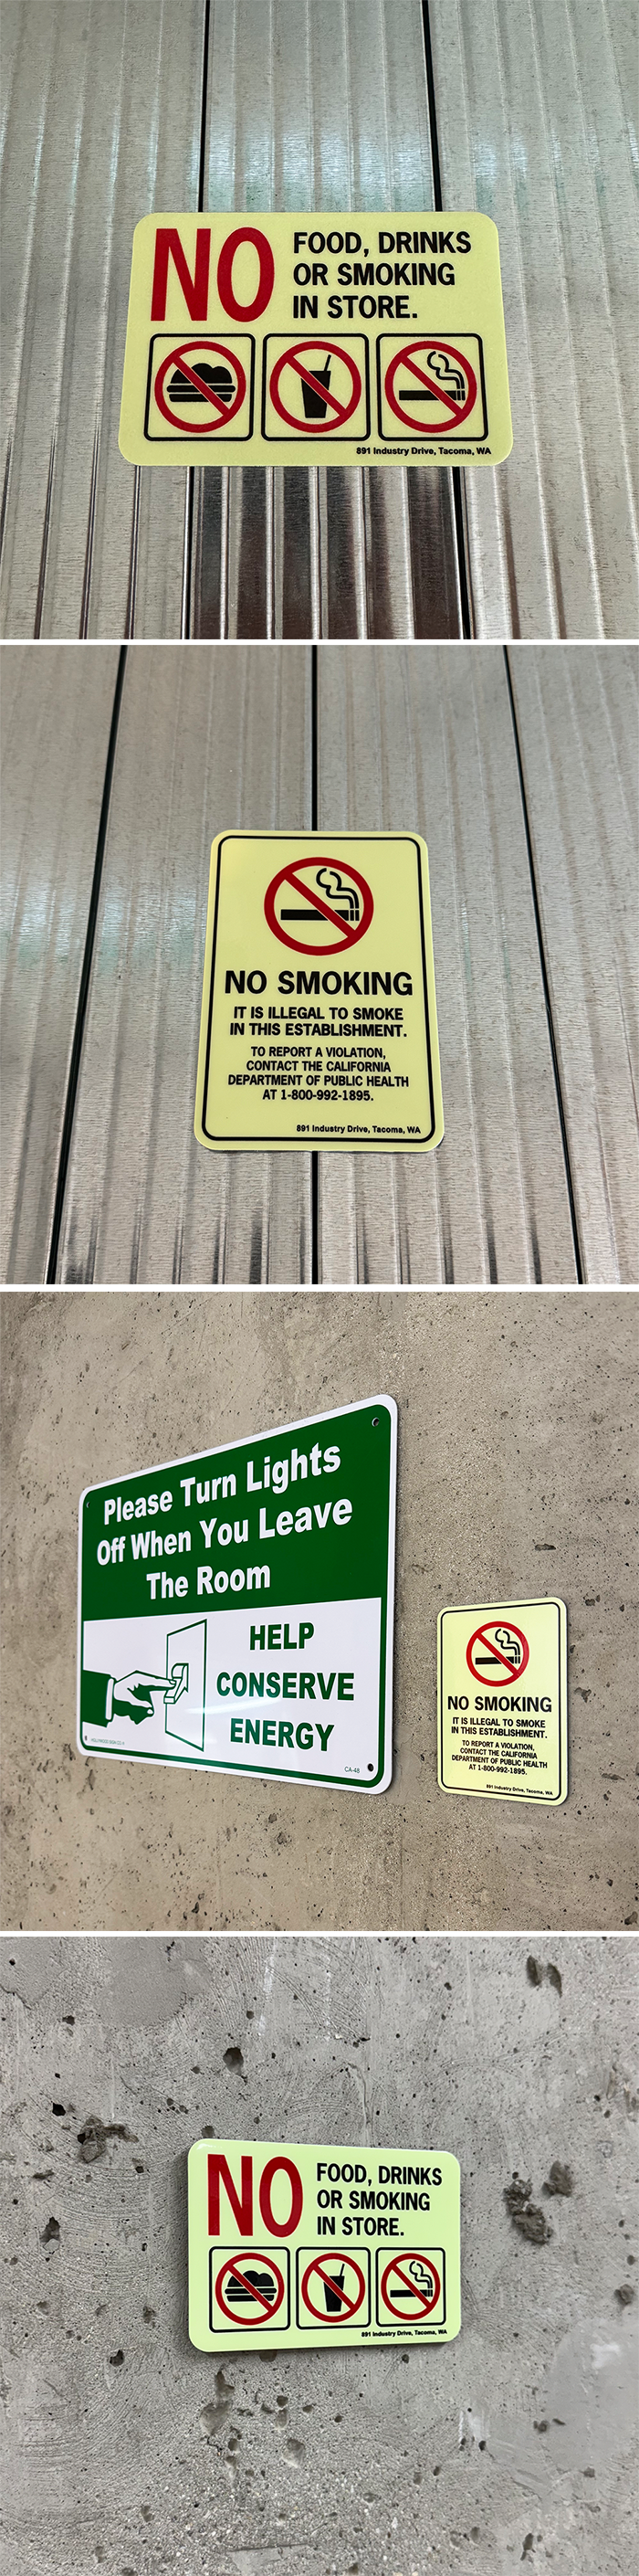 NO
FOOD, DRINKS
OR SMOKING
IN STORE.
891 Industry Drive, Tacoma, WA
NO SMOKING
IT IS ILLEGAL TO SMOKE
IN THIS ESTABLISHMENT.
TO REPORT A VIOLATION,
CONTACT THE CALIFORNIA
DEPARTMENT OF PUBLIC HEALTH
AT 1-800-992-1895.
891 Industry Drive, Tacoma, WA
Please Turn Lights
Off When You Leave
The Room
HELP
CONSERVE
ENERGY
CA-48
NO SMOKING
IT IS ILLEGAL TO SMOKE
IN THIS ESTABLISHMENT.
TO REPORT A VIOLATION,
CONTACT THE CALIFORNIA
DEPARTMENT OF PUBLIC HEALTH
AT 1-800-992-1895.
891 Industry Drive, Tacoma, WA
NO
FOOD, DRINKS
OR SMOKING
IN STORE.
891 Industry Drive, Tacoma, WA